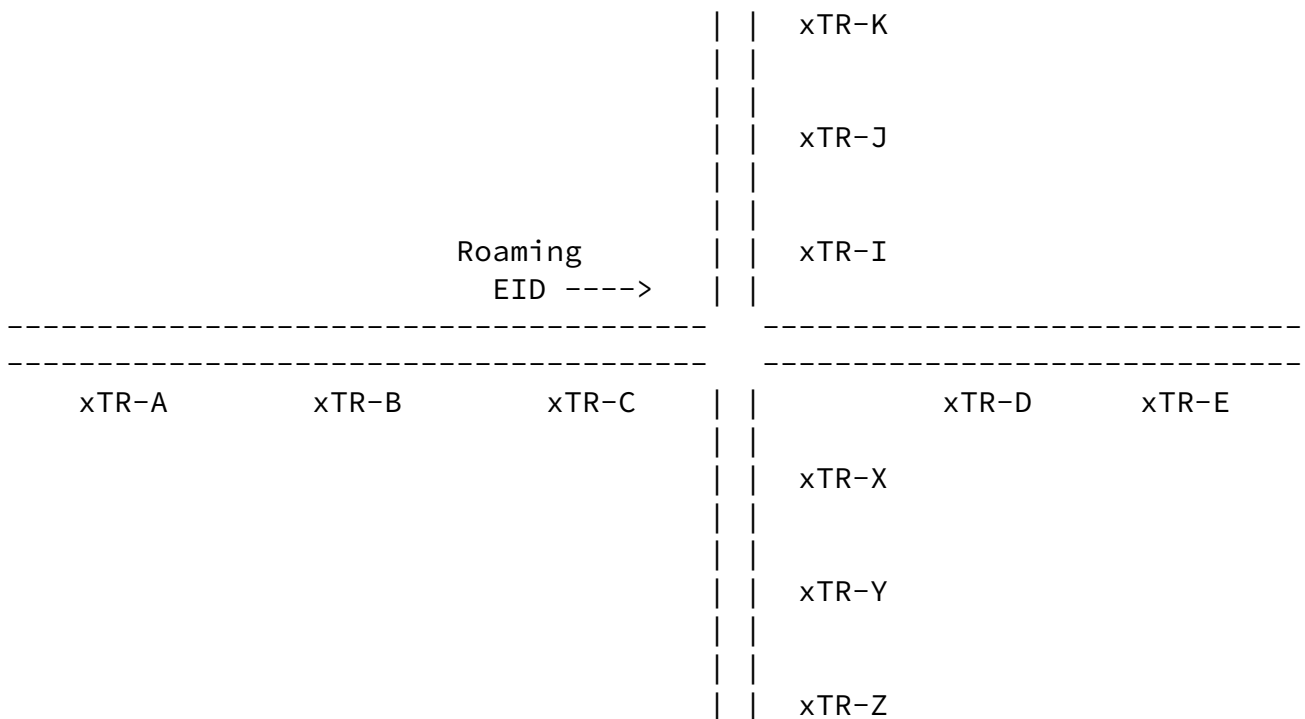 xTR-K
xTR-J
Roaming xTR-I
EID ---->
xTR-A xTR-B xTR-C xTR-D xTR-E
xTR-X
xTR-Y
xTR-Z